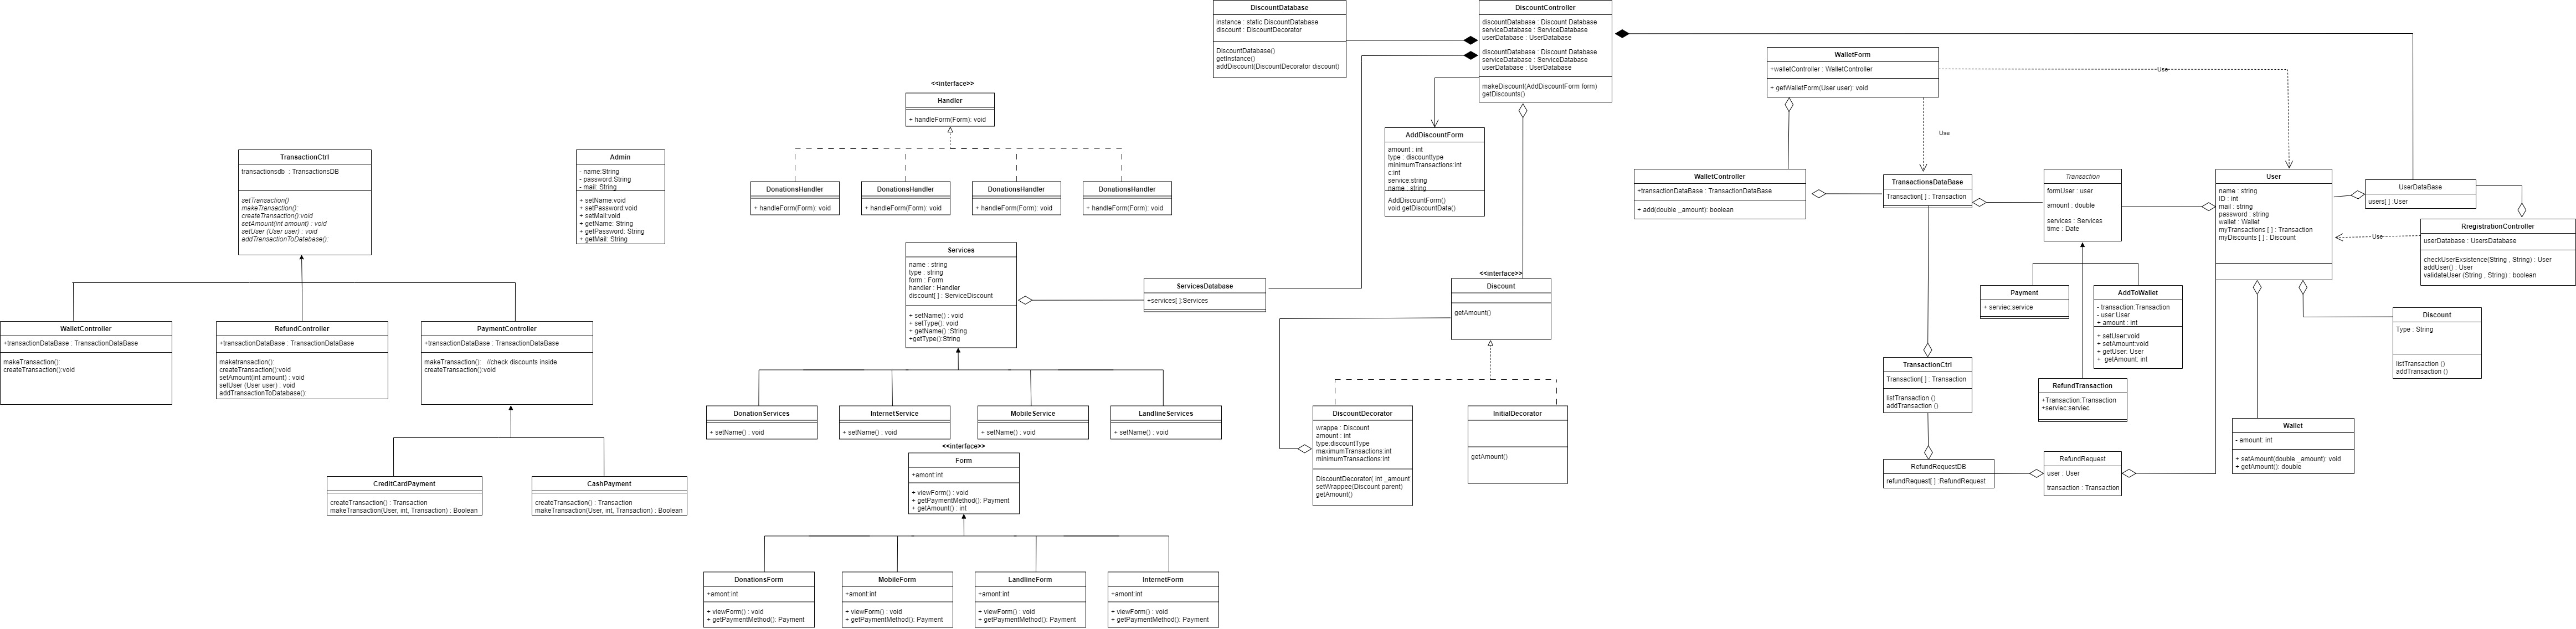 DiscountDatabase
instance : static DiscountDatabase
discount : DiscountDecorator
DiscountDatabase()
getInstance()
addDiscount(DiscountDecorator discount)
DiscountController
discountDatabase : Discount Database
serviceDatabase : ServiceDatabase
userDatabase : UserDatabase
discountDatabase : Discount Database
serviceDatabase : ServiceDatabase
userDatabase : UserDatabase
makeDiscount(AddDiscountForm form)
getDiscounts()
WalletForm
+walletController : WalletController
+ getWalletForm(User user): void
Use
Use
<<interface>>
Handler
+ handleForm(Form): void
DonationsHandler
+ handleForm(Form): void
DonationsHandler
+ handleForm(Form): void
DonationsHandler
+ handleForm(Form): void
DonationsHandler
+ handleForm(Form): void
AddDiscountForm
amount : int
type : discounttype
minimumTransactions:int
c:int
service:string
name : string
AddDiscountForm()
void getDiscountData()
TransactionCtrl
transactionsdb : TransactionsDB
setTransaction()
makeTransaction():
createTransaction():void
setAmount(int amount) : void
setUser (User user) : void
addTransactionToDatabase():
Admin
- name:String
- password:String
- mail: String
+ setName:void
+ setPassword:void
+ setMail:void
+ getName: String
+ getPassword: String
+ getMail: String
WalletController
+transactionDataBase : TransactionDataBase
+ add(double _amount): boolean
TransactionsDataBase
Transaction[ ] : Transaction
Transaction
formUser : user
amount : double
services : Services
time : Date
User
name : string
ID : int
mail : string
password : string
wallet : Wallet
myTransactions [ ] : Transaction
myDiscounts [ ] : Discount
UserDataBase
users[ ] :User
RregistrationController
userDatabase : UsersDatabase
checkUserExsistence(String , String) : User
addUser() : User
validateUser (String , String) : boolean
Use
Services
name : string
type : string
form : Form
handler : Handler
discount[ ] : ServiceDiscount
+ setName() : void
+ setType(): void
+ getName() :String
+getType():String
ServicesDatabase
+services[ ]:Services
<<interface>>
Discount
getAmount()
Payment
+ serviec:service
AddToWallet
- transaction:Transaction
- user:User
+ amount : int
+ setUser:void
+ setAmount:void
+ getUser: User
+ getAmount: int
Discount
Type : String
listTransaction ()
addTransaction ()
WalletController
+transactionDataBase : TransactionDataBase
makeTransaction():
createTransaction():void
RefundController
+transactionDataBase : TransactionDataBase
maketransaction():
createTransaction():void
setAmount(int amount) : void
setUser (User user) : void
addTransactionToDatabase():
PaymentController
+transactionDataBase : TransactionDataBase
makeTransaction(): //check discounts inside
createTransaction():void
TransactionCtrl
Transaction[ ] : Transaction
listTransaction ()
addTransaction ()
RefundTransaction
+Transaction:Transaction
+serviec:serviec
DonationServices
+ setName() : void
InternetService
+ setName() : void
MobileService
+ setName() : void
LandlineServices
+ setName() : void
DiscountDecorator
wrappe : Discount
amount : int
type:discountType
maximumTransactions:int
minimumTransactions:int
DiscountDecorator( int _amount
setWrappee(Discount parent)
getAmount()
InitialDecorator
getAmount()
Wallet
- amount: int
+ setAmount(double _amount): void
+ getAmount(): double
<<interface>>
Form
+amont:int
+ viewForm() : void
+ getPaymentMethod(): Payment
+ getAmount() : int
RefundRequestDB
refundRequest[ ] :RefundRequest
RefundRequest
user : User
transaction : Transaction
CreditCardPayment
createTransaction() : Transaction
makeTransaction(User, int, Transaction) : Boolean
CashPayment
createTransaction() : Transaction
makeTransaction(User, int, Transaction) : Boolean
DonationsForm
+amont:int
+ viewForm() : void
+ getPaymentMethod(): Payment
MobileForm
+amont:int
+ viewForm() : void
+ getPaymentMethod(): Payment
LandlineForm
+amont:int
+ viewForm() : void
+ getPaymentMethod(): Payment
InternetForm
+amont:int
+ viewForm() : void
+ getPaymentMethod(): Payment